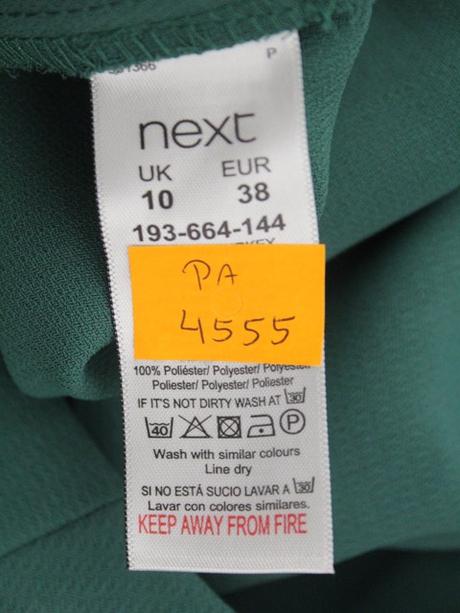 P
next
UK EUR
10 38
193-664-144
PA
4555
100% Poliéster/ Polyester/ Polyester
Poliester/ Polyester/ Poliester
IF IT'S NOT DIRTY WASH AT 30
40 P
Wash with similar colours
Line dry
SI NO ESTÁ SUCIO LAVAR A 30
Lavar con colores similares.
KEEP AWAY FROM FIRE